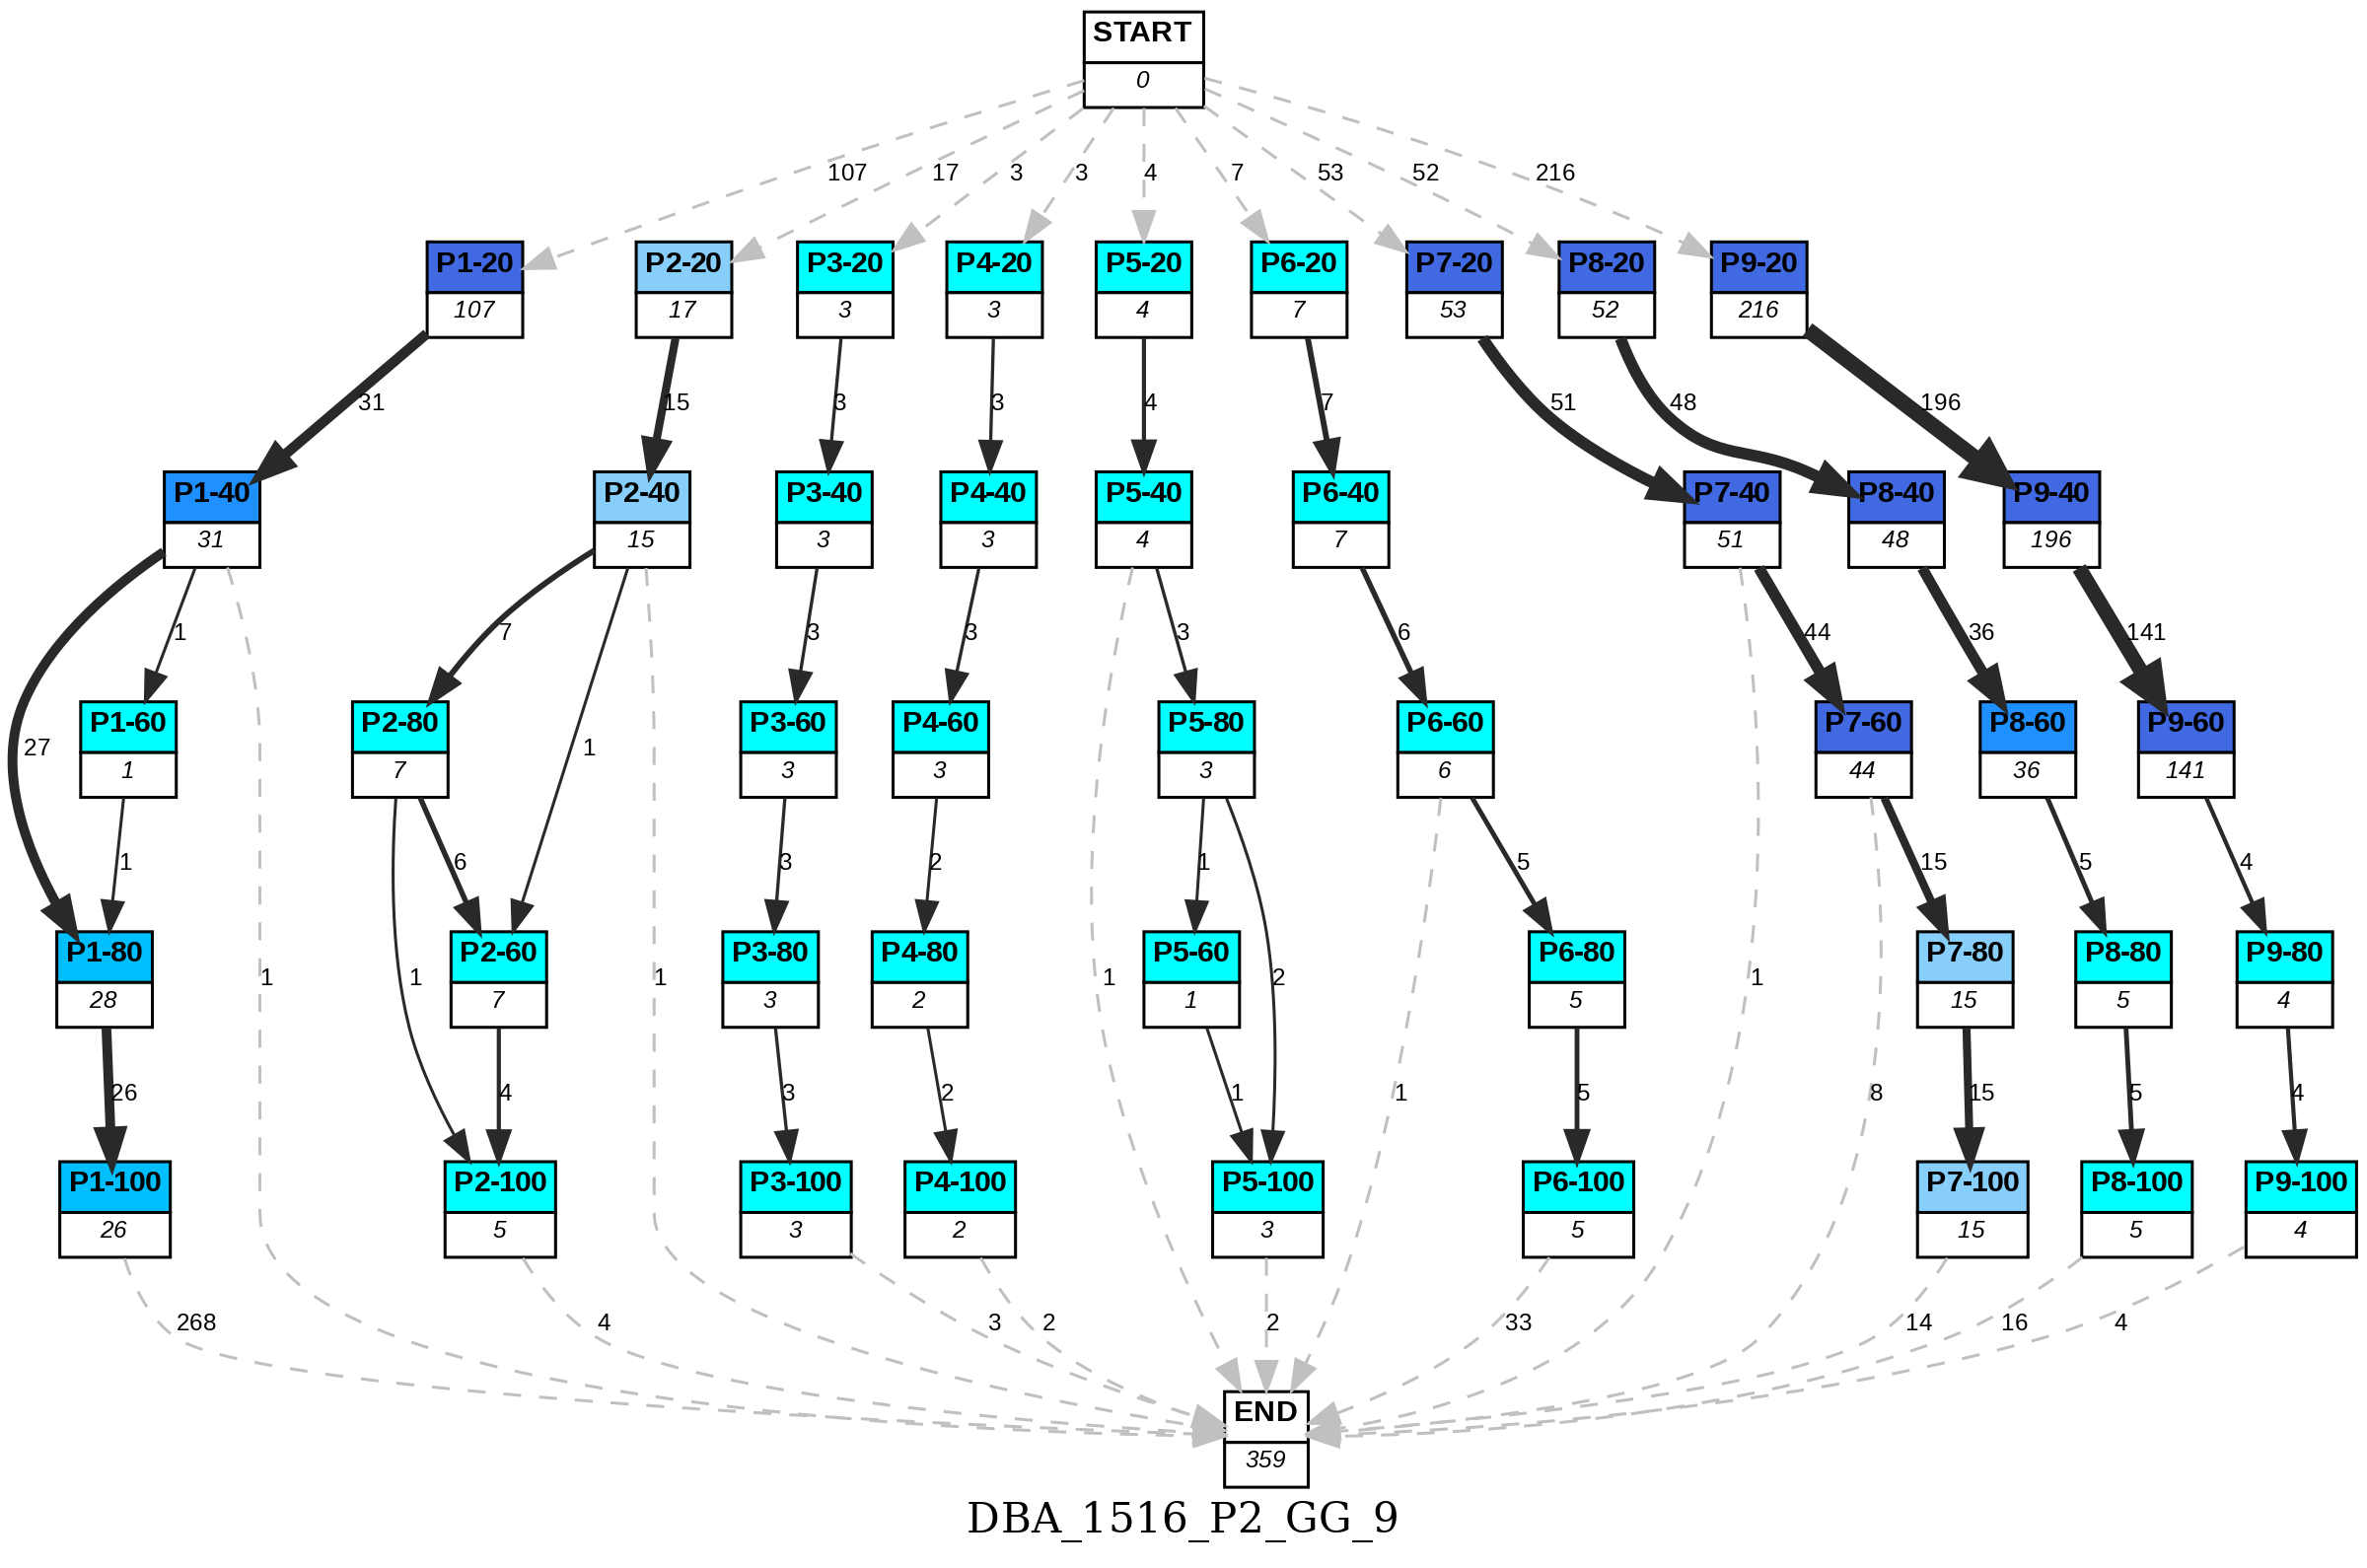 START
0
107 17 3 3 4 7 53 52 216
P1-20 P2-20 P3-20 P4-20 P5-20 P6-20 P7-20 P8-20 P9-20
107 17 3 3 4 7 53 52 216
31 15 3 3 4 7 51 48 196
P1-40 P2-40 P3-40 P4-40 P5-40 P6-40 P7-40 P8-40 P9-40
31 15 3 3 4 7 51 48 196
1 7 3 3 3 6 44 36 141
P1-60 P2-80 P3-60 P4-60 P5-80 P6-60 P7-60 P8-60 P9-60
27 1 7 1 3 3 3 6 44 36 141
1 6 3 2 1 5 15 5 4
P1-80 P2-60 P3-80 P4-80 P5-60 P6-80 P7-80 P8-80 P9-80
28 1 1 7 1 3 2 1 1 2 5 1 15 5 4
26 4 3 2 1 1 5 8 15 5 4
P1-100 P2-100 P3-100 P4-100 P5-100 P6-100 P7-100 P8-100 P9-100
26 5 3 2 3 5 15 5 4
268 4 3 2 2 33 14 16 4
END
359
DBA_1516_P2_GG_9